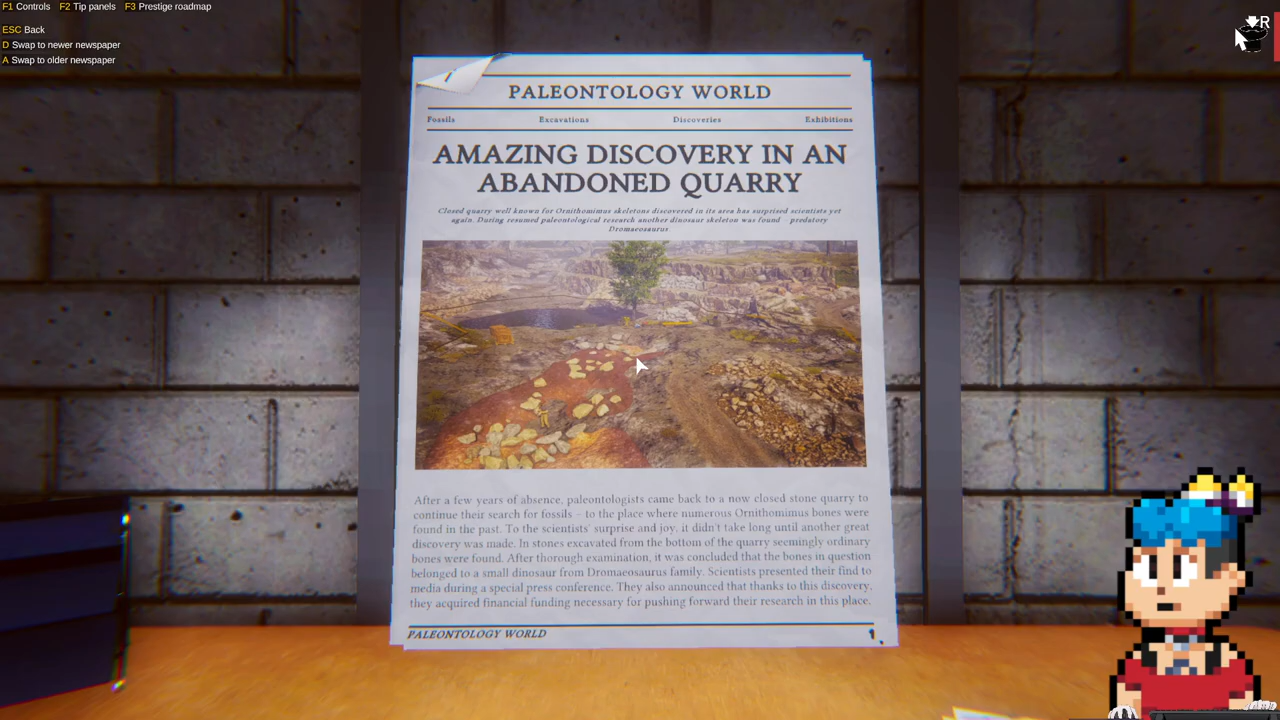 F1 Controls F2 Tip panels F3 Prestige roadmap
ESC Back
D Swap to newer newspaper
A Swap to older newspaper
R
PALEONTOLOGY WORLD
Fossils Excavations Discoveries Exhibitions
AMAZING DISCOVERY IN AN
ABANDONED QUARRY
Closed quarry well known for Ornithomimus skeletons discovered in its area has surprised scientists yet
again. During resumed paleontological research another dinosaur skeleton was found – predatory
Dromaeosaurus.
After a few years of absence, paleontologists came back to a now closed stone quarry to
continue their search for fossils – to the place where numerous Ornithomimus bones were
found in the past. To the scientists' surprise and joy, it didn't take long until another great
discovery was made. In stones excavated from the bottom of the quarry seemingly ordinary
bones were found. After thorough examination, it was concluded that the bones in question
belonged to a small dinosaur from Dromaeosaurus family. Scientists presented their find to
media during a special press conference. They also announced that thanks to this discovery,
they acquired financial funding necessary for pushing forward their research in this place.
PALEONTOLOGY WORLD 1